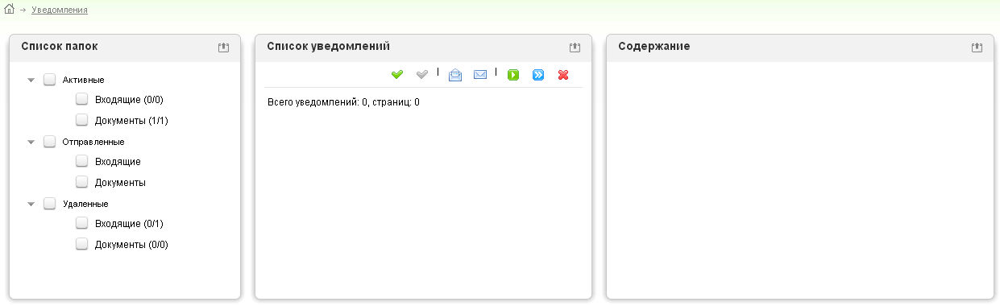 Уведомления
Список папок
Активные
Входящие (0/0)
Документы (1/1)
Отправленные
Входящие
Документы
Удаленные
Входящие (0/1)
Документы (0/0)
Список уведомлений
Всего уведомлений: 0, страниц: 0
Содержание